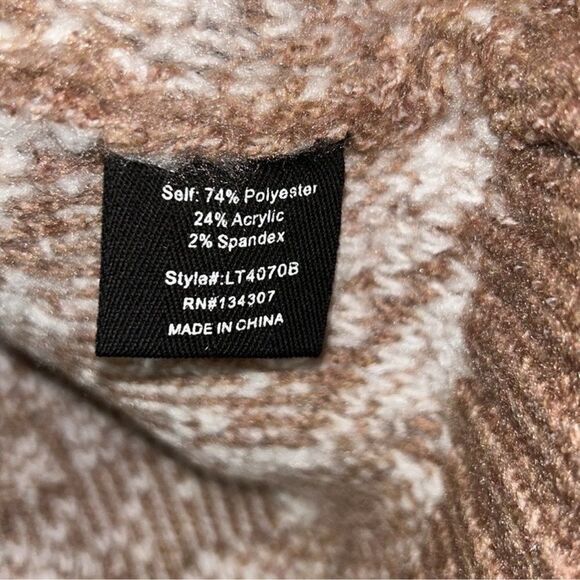 Self: 74% Polyester
24% Acrylic
2% Spandex
Style#:LT4070B
RN#134307
MADE IN CHINA